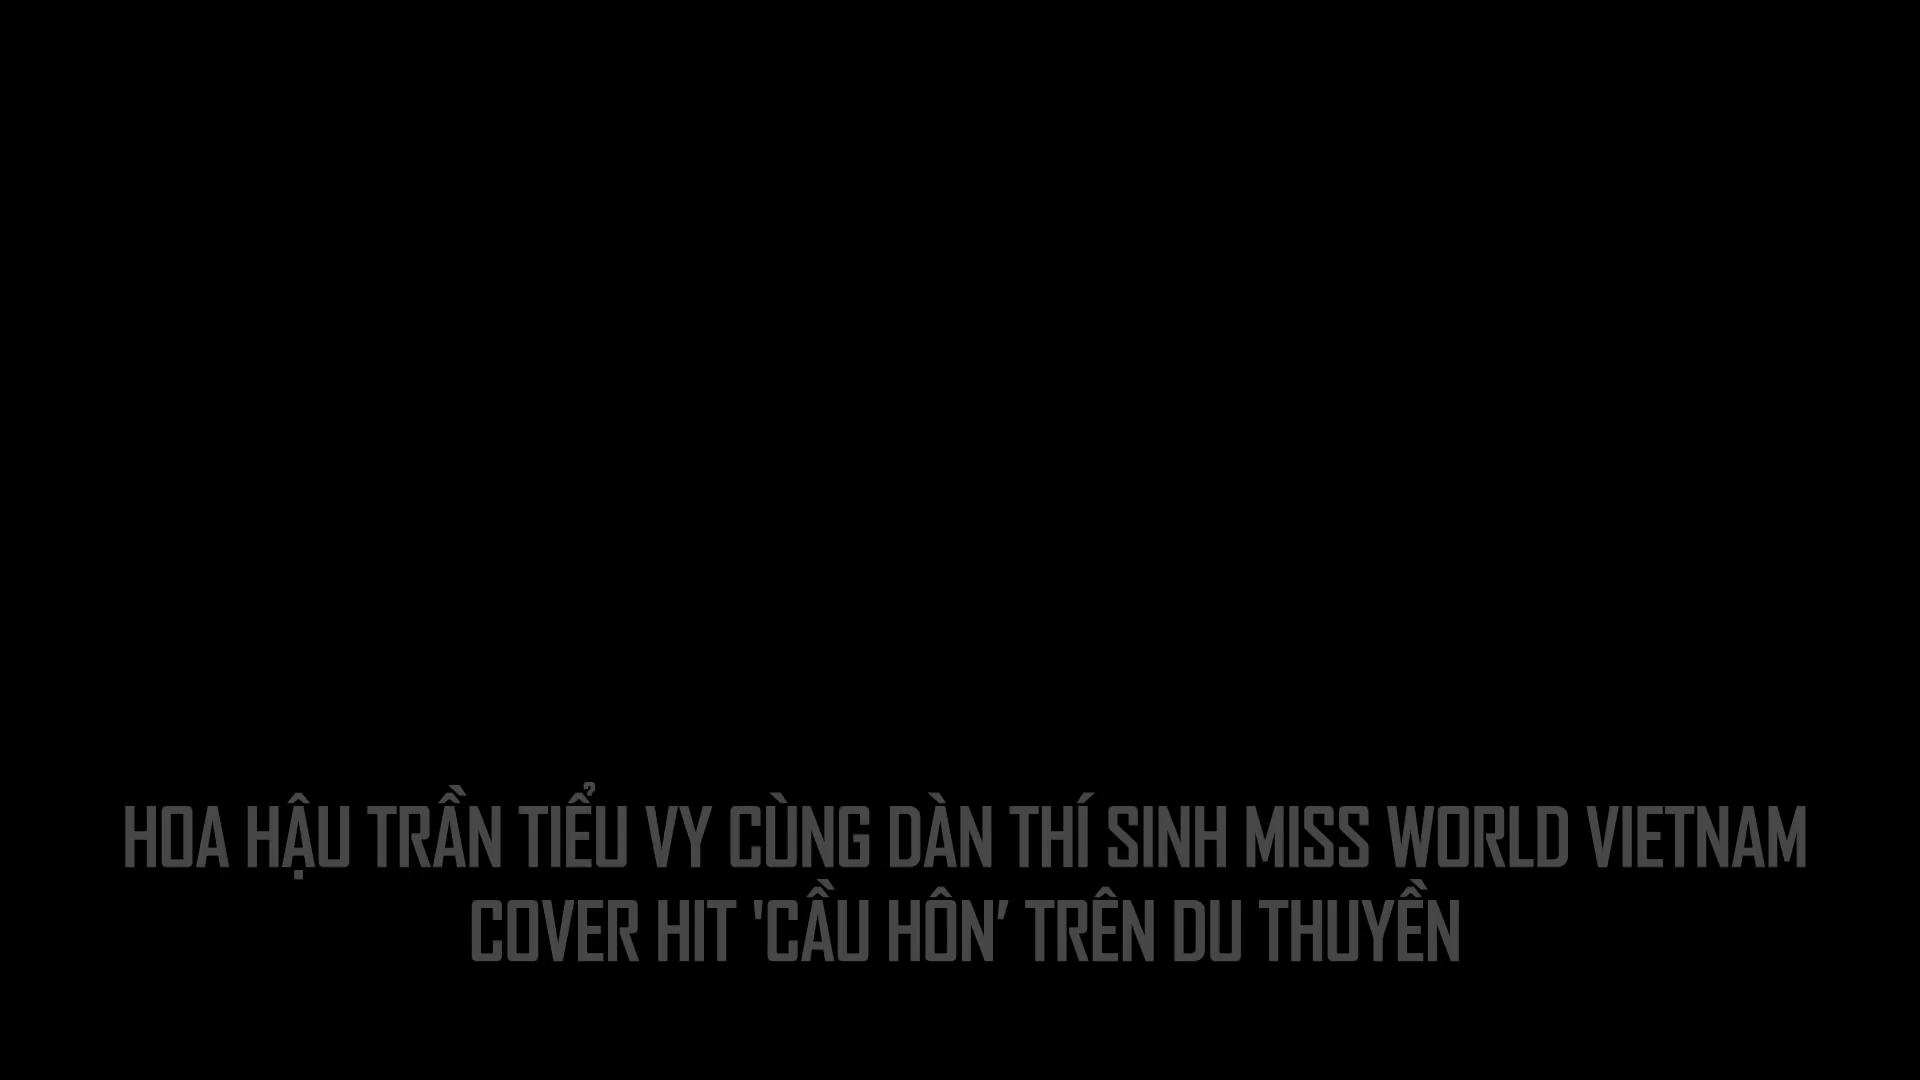 HOA HẬU TRẦN TIỂU VY CÙNG DÀN THÍ SINH MISS WORLD VIETNAM
COVER HIT 'CẦU HÔN’ TRÊN DU THUYỀN